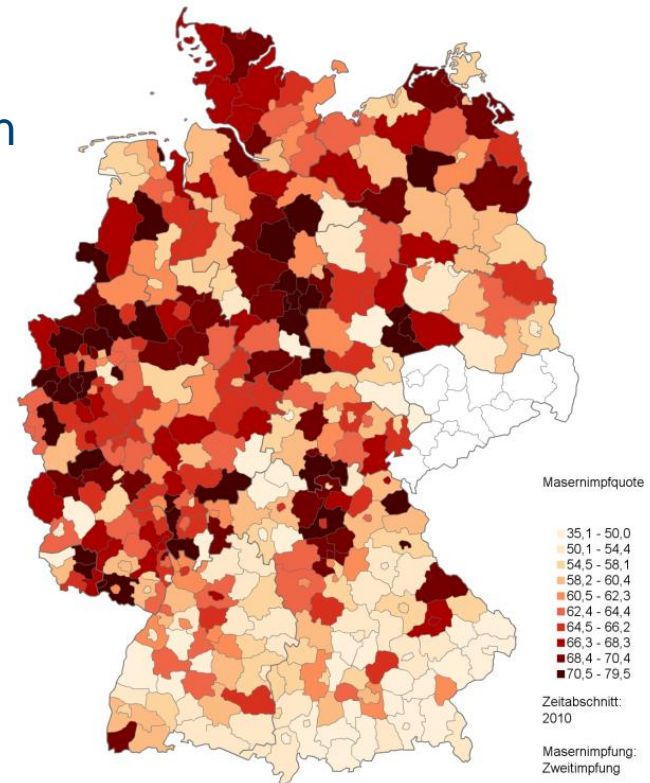 n
Masernimpfquote
35,1 - 50,0
50,1 - 54,4
54,5 - 58,1
58,2 - 60,4
60,5 - 62,3
62,4 - 64,4
64,5 - 66,2
66,3 - 68,3
68,4 - 70,4
70,5 - 79,5
Zeitabschnitt:
2010
Masernimpfung:
Zweitimpfung